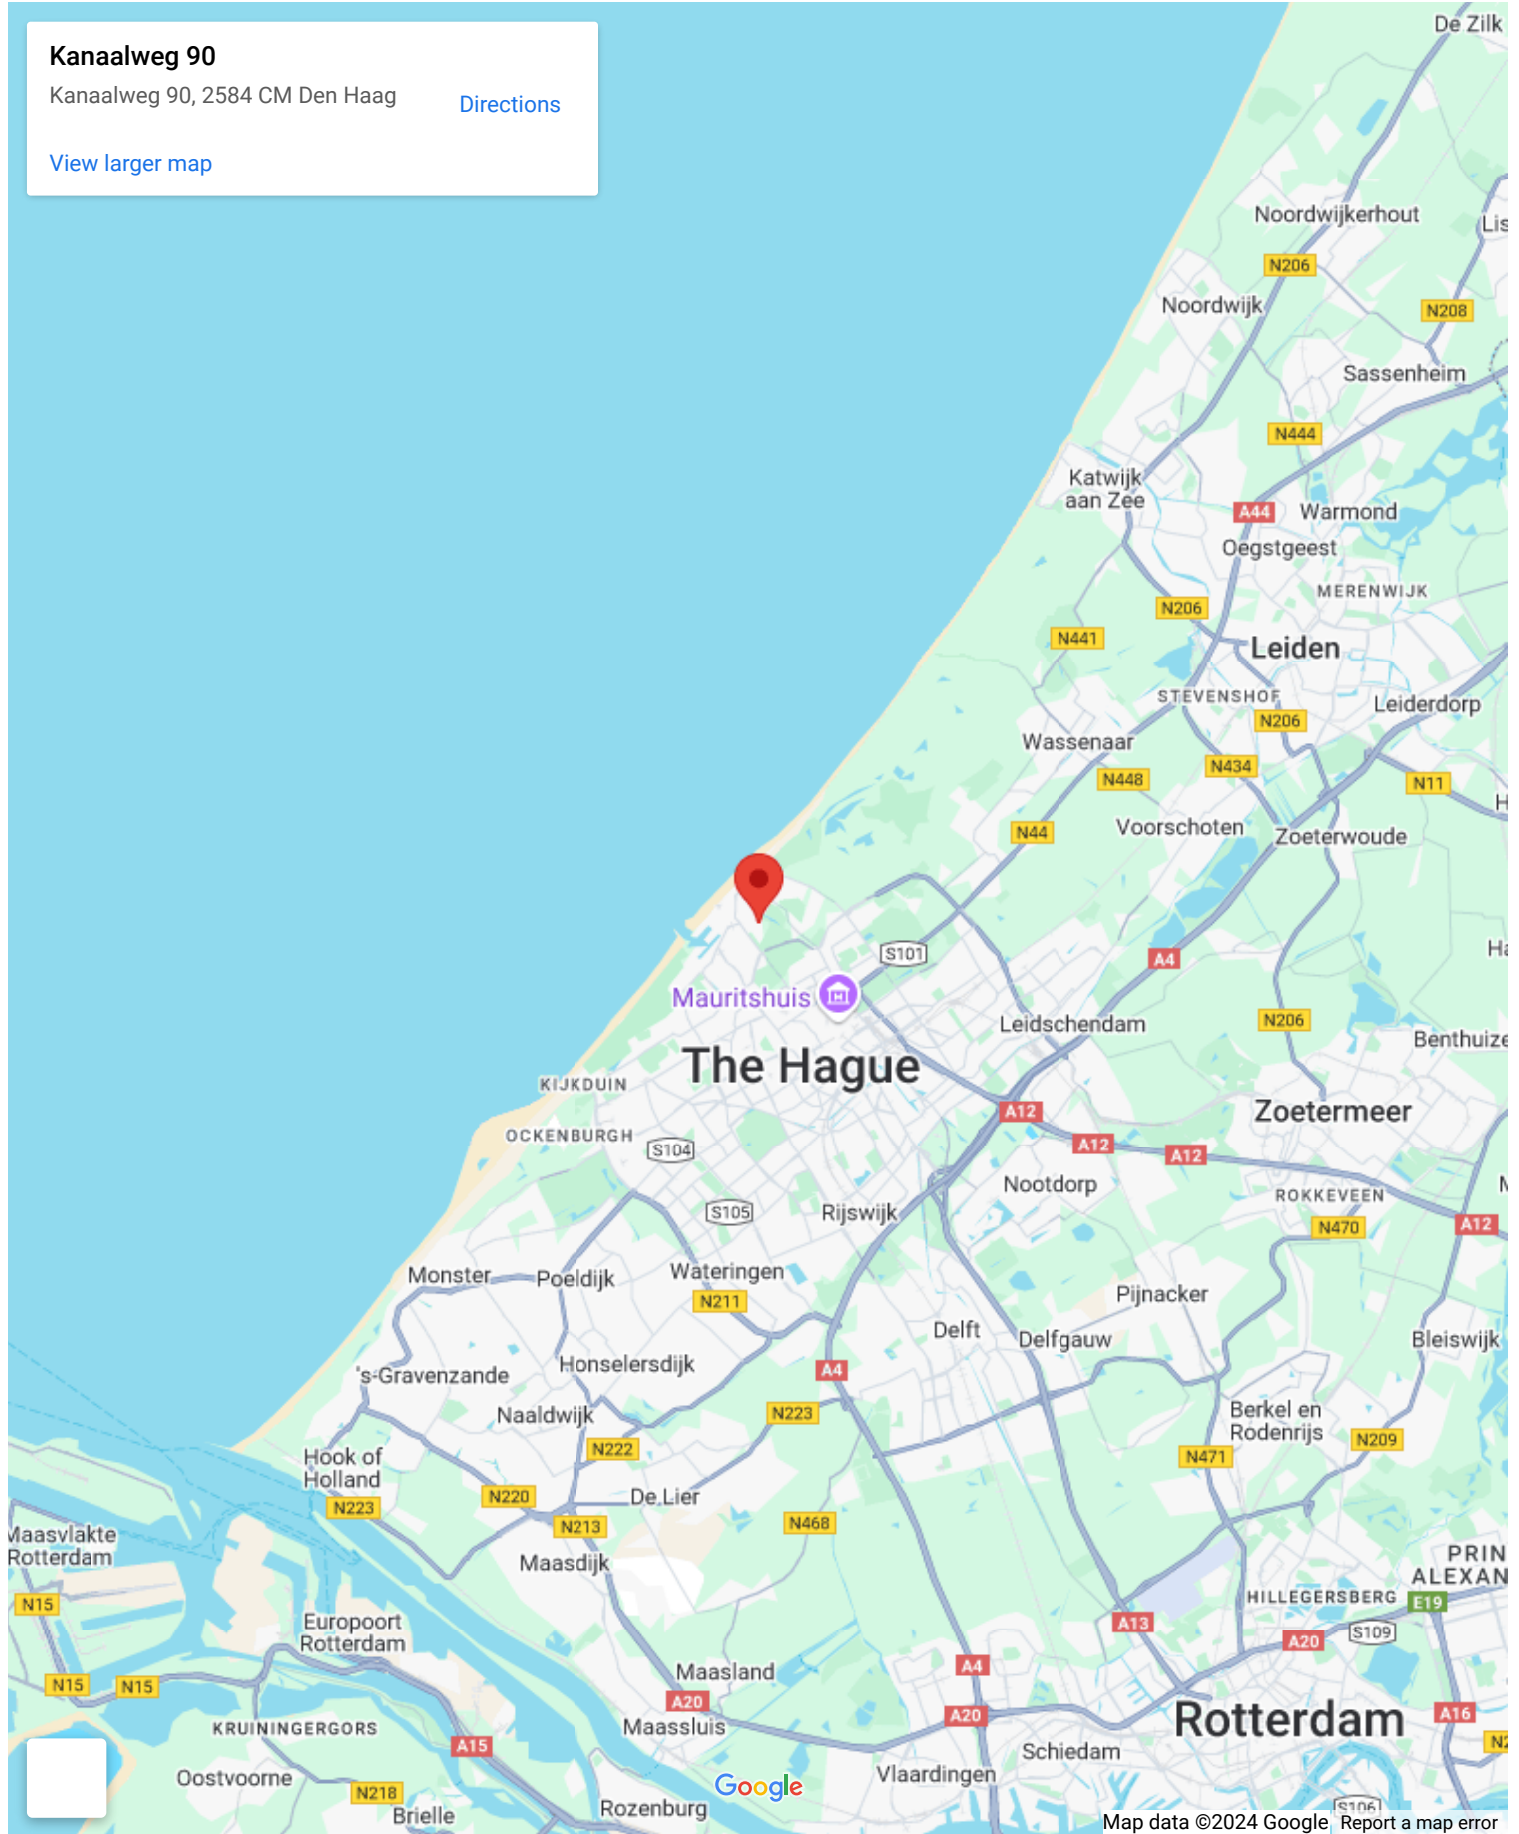 Kanaalweg 90
Kanaalweg 90, 2584 CM Den Haag
Directions
View larger map
De Zilk
Noordwijkerhout
Lis
N206
Noordwijk
N208
Sassenheim
N444
Katwijk
aan Zee
A44
Warmond
Oegstgeest
MERENWIJK
N206
N441
Leiden
STEVENSHOF
Leiderdorp
N206
Wassenaar
N434
N448
N11
H
Voorschoten
N44
Zoeterwoude
S101
Ha
A4
Mauritshuis
Leidschendam
N206
Benthuize
The Hague
KIJKDUIN
A12
Zoetermeer
OCKENBURGH
S104
A12
A12
Nootdorp
ROKKEVEEN
S105
Rijswijk
N470
A12
Monster
Poeldijk
Wateringen
N211
Pijnacker
Delft
Delfgauw
Bleiswijk
Honselersdijk
's-Gravenzande
A4
Naaldwijk
N223
Berkel en
Rodenrijs
N222
N209
Hook of
Holland
N471
N220
De Lier
N223
N213
N468
Maasvlakte
Rotterdam
Maasdijk
PRIN
ALEXAN
N15
HILLEGERSBERG
E19
Europoort
Rotterdam
A13
S109
A20
Maasland
A4
N15
N15
A20
Maassluis
A20
Rotterdam
A16
KRUININGERGORS
A15
Schiedam
N2
Oostvoorne
Vlaardingen
N218
Google
Brielle
Rozenburg
S106
Map data ©2024 Google
Report a map error